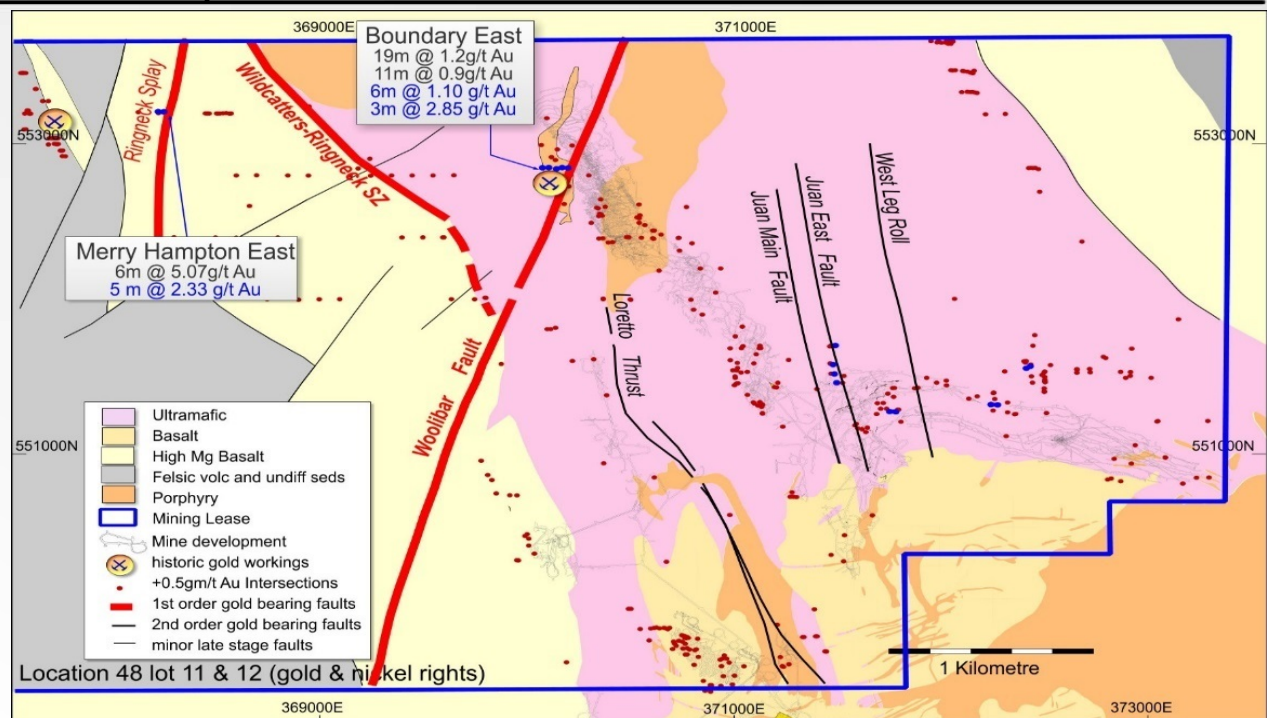 369000E
371000E
Boundary East
19m @ 1.2g/t Au
11m @ 0.9g/t Au
6m @ 1.10 g/t Au
3m @ 2.85 g/t Au
Ringneck Splay
Wildcatters-Ringneck SZ
553000N
553000N
West Leg Roll
Juan East Fault
Juan Main Fault
Merry Hampton East
6m @ 5.07g/t Au
5 m @ 2.33 g/t Au
Loretto Thrust
Woolibar Fault
Ultramafic
Basalt
High Mg Basalt
Felsic volc and undiff seds
Porphyry
Mining Lease
Mine development
historic gold workings
+0.5gm/t Au Intersections
1st order gold bearing faults
2nd order gold bearing faults
minor late stage faults
551000N
551000N
Location 48 lot 11 & 12 (gold & nickel rights)
1 Kilometre
369000E
371000E
373000E